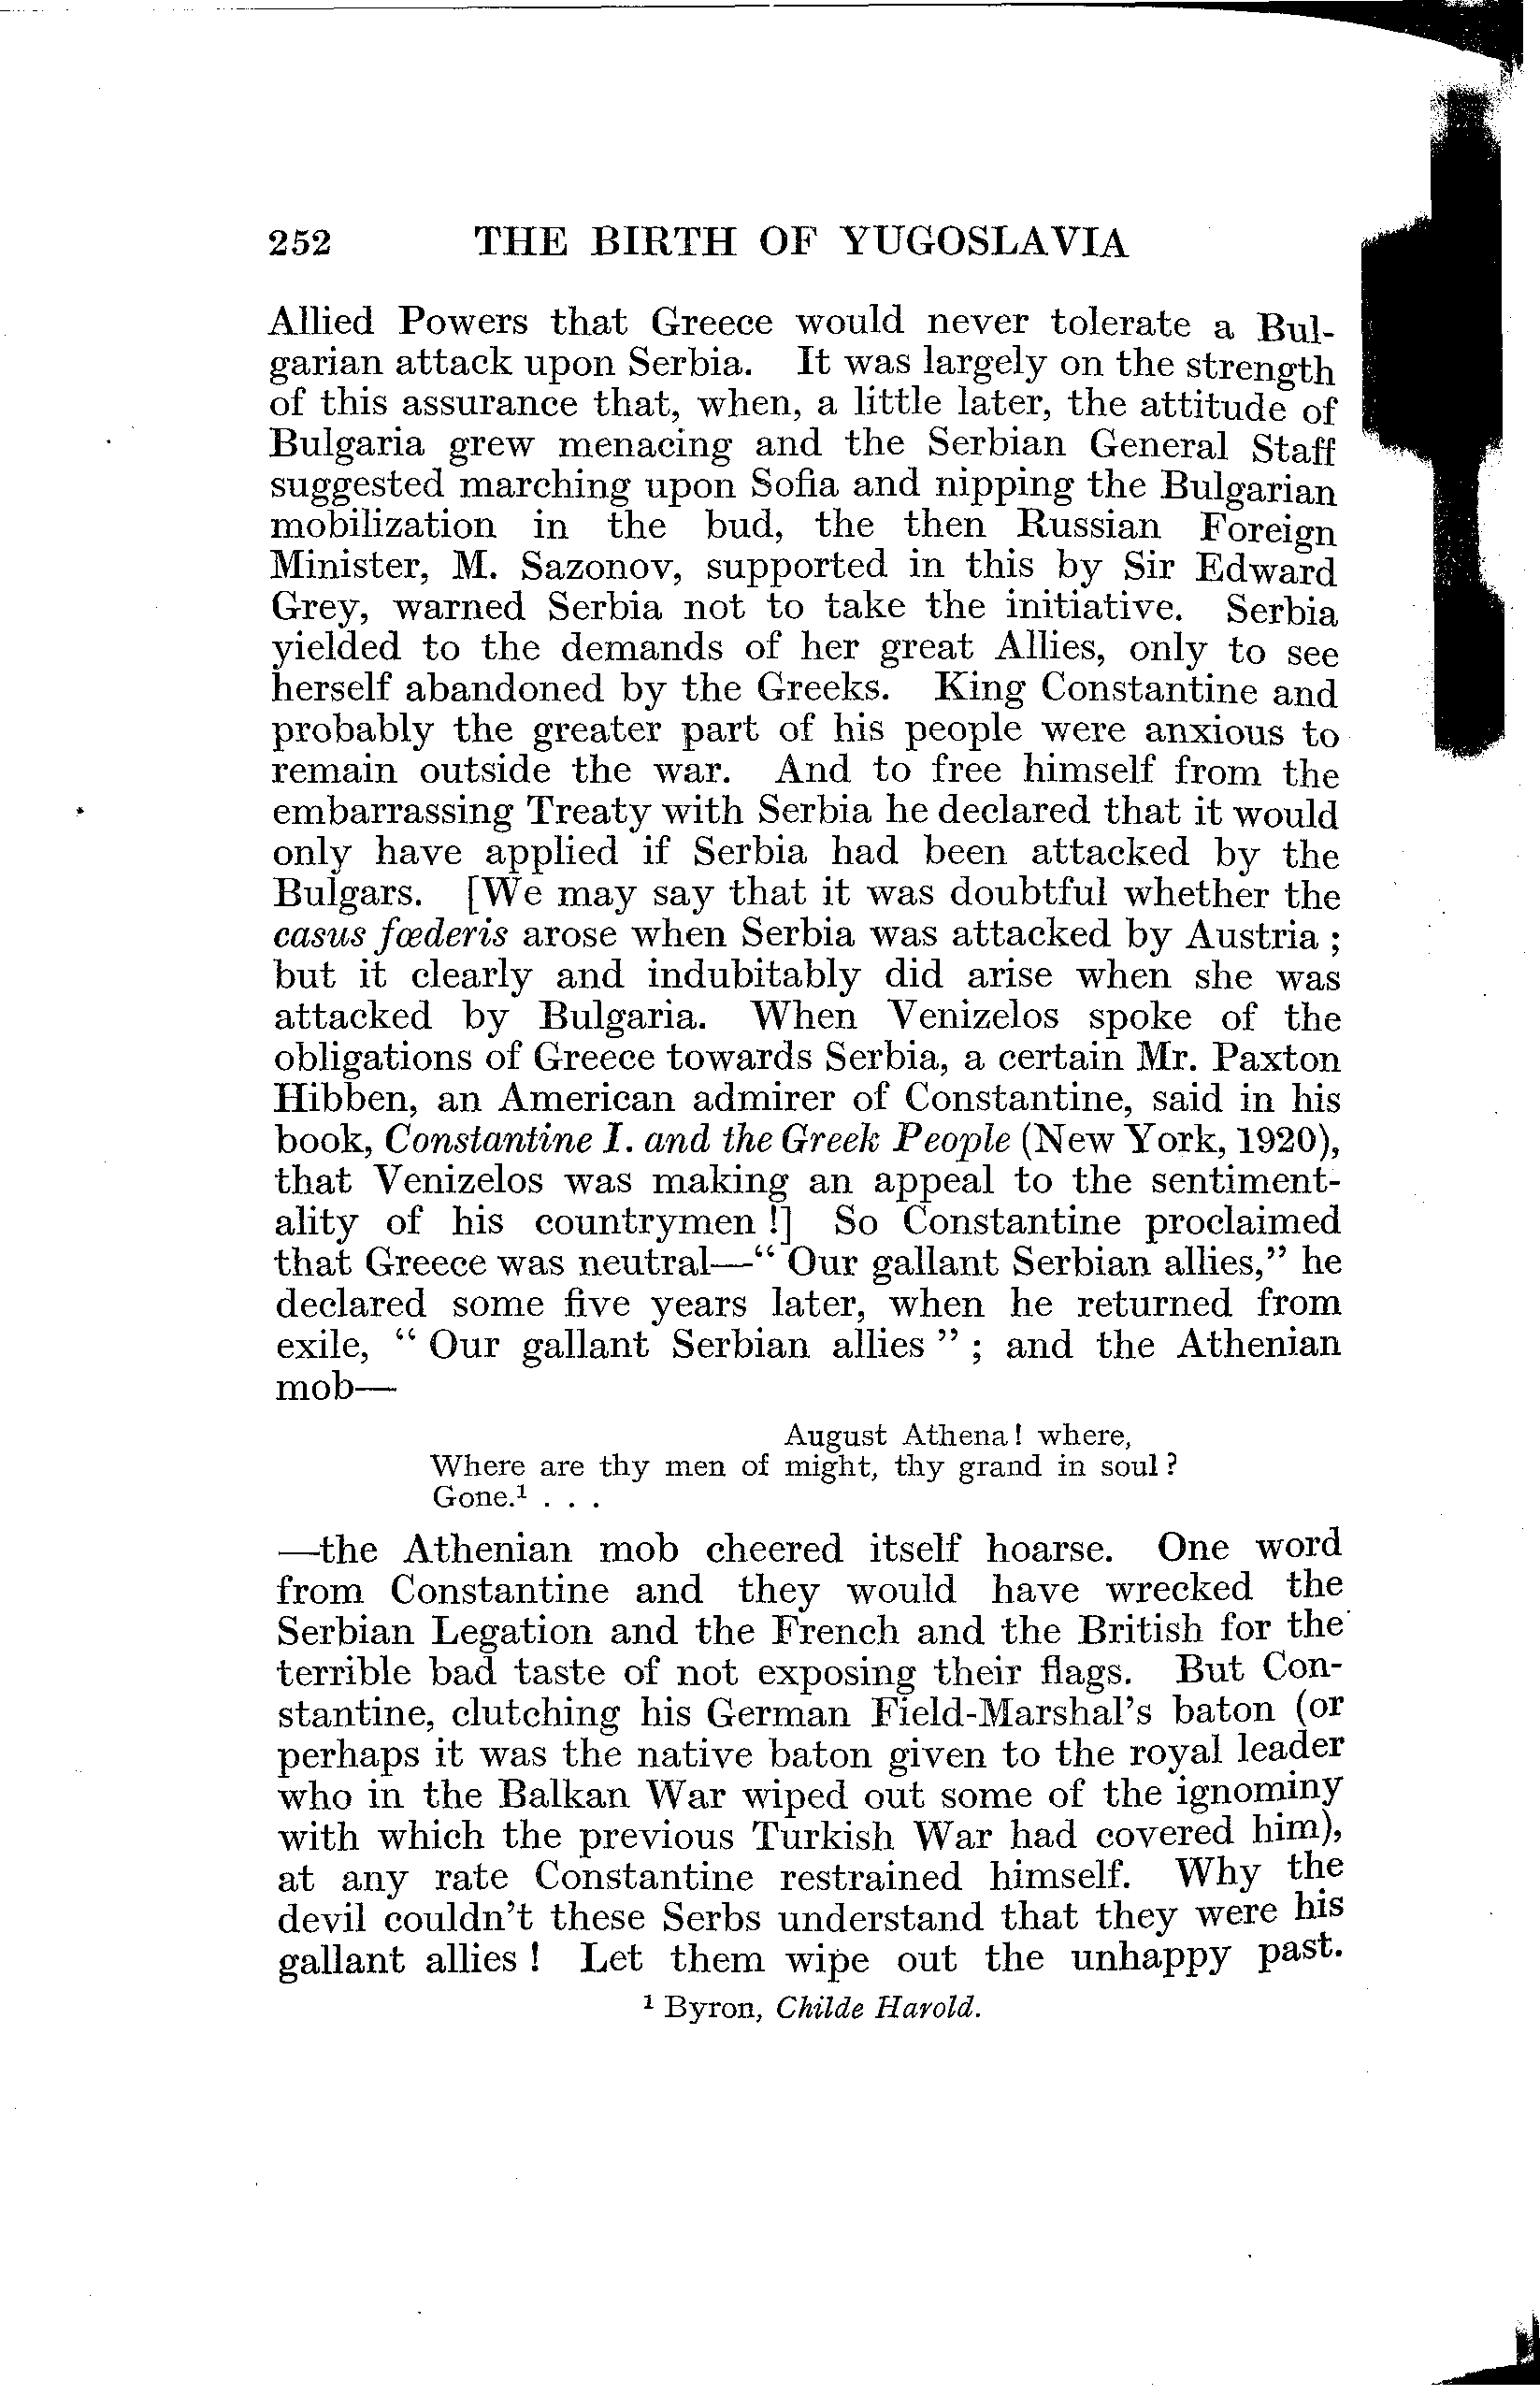 252 THE BIRTH OF YUGOSLAVIA
Allied Powers that Greece would never tolerate a Bul-
garian attack upon Serbia. It was largely on the strength
of this assurance that, when, a little later, the attitude of
Bulgaria grew menacing and the Serbian General Staff
suggested marching upon Sofia and nipping the Bulgarian
mobilization in the bud, the then Russian Foreign
Minister, M. Sazonov, supported in this by Sir Edward
Grey, warned Serbia not to take the initiative. Serbia
yielded to the demands of her great Allies, only to see
herself abandoned by the Greeks. King Constantine and
probably the greater part of his people were anxious to
remain outside the war. And to free himself from the
embarrassing Treaty with Serbia he declared that it would
only have applied if Serbia had been attacked by the
Bulgars. [We may say that it was doubtful whether the
casus fœderis arose when Serbia was attacked by Austria ;
but it clearly and indubitably did arise when she was
attacked by Bulgaria. When Venizelos spoke of the
obligations of Greece towards Serbia, a certain Mr. Paxton
Hibben, an American admirer of Constantine, said in his
book, Constantine I. and the Greek People (New York, 1920),
that Venizelos was making an appeal to the sentiment-
ality of his countrymen !] So Constantine proclaimed
that Greece was neutral—“ Our gallant Serbian allies,” he
declared some five years later, when he returned from
exile, “ Our gallant Serbian allies ” ; and the Athenian
mob—
August Athena ! where,
Where are thy men of might, thy grand in soul ?
Gone.¹ . . .
—the Athenian mob cheered itself hoarse. One word
from Constantine and they would have wrecked the
Serbian Legation and the French and the British for the
terrible bad taste of not exposing their flags. But Con-
stantine, clutching his German Field-Marshal’s baton (or
perhaps it was the native baton given to the royal leader
who in the Balkan War wiped out some of the ignominy
with which the previous Turkish War had covered him),
at any rate Constantine restrained himself. Why the
devil couldn’t these Serbs understand that they were his
gallant allies ! Let them wipe out the unhappy past.
¹ Byron, Childe Harold.